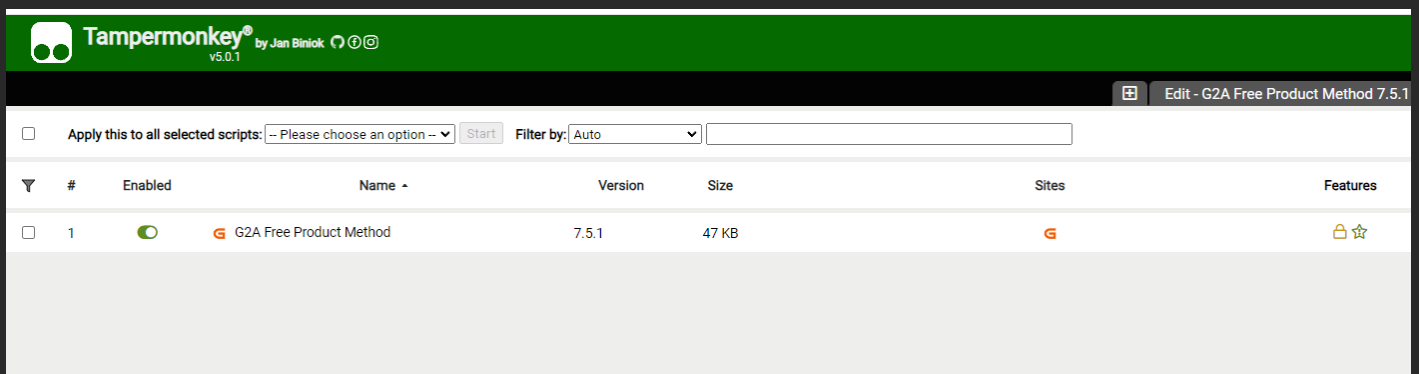 Tampermonkey® by Jan Biniok
v5.0.1
Edit - G2A Free Product Method 7.5.1
Apply this to all selected scripts: -- Please choose an option -- Start Filter by: Auto
# Enabled Name Version Size Sites Features
1 G2A Free Product Method 7.5.1 47 KB